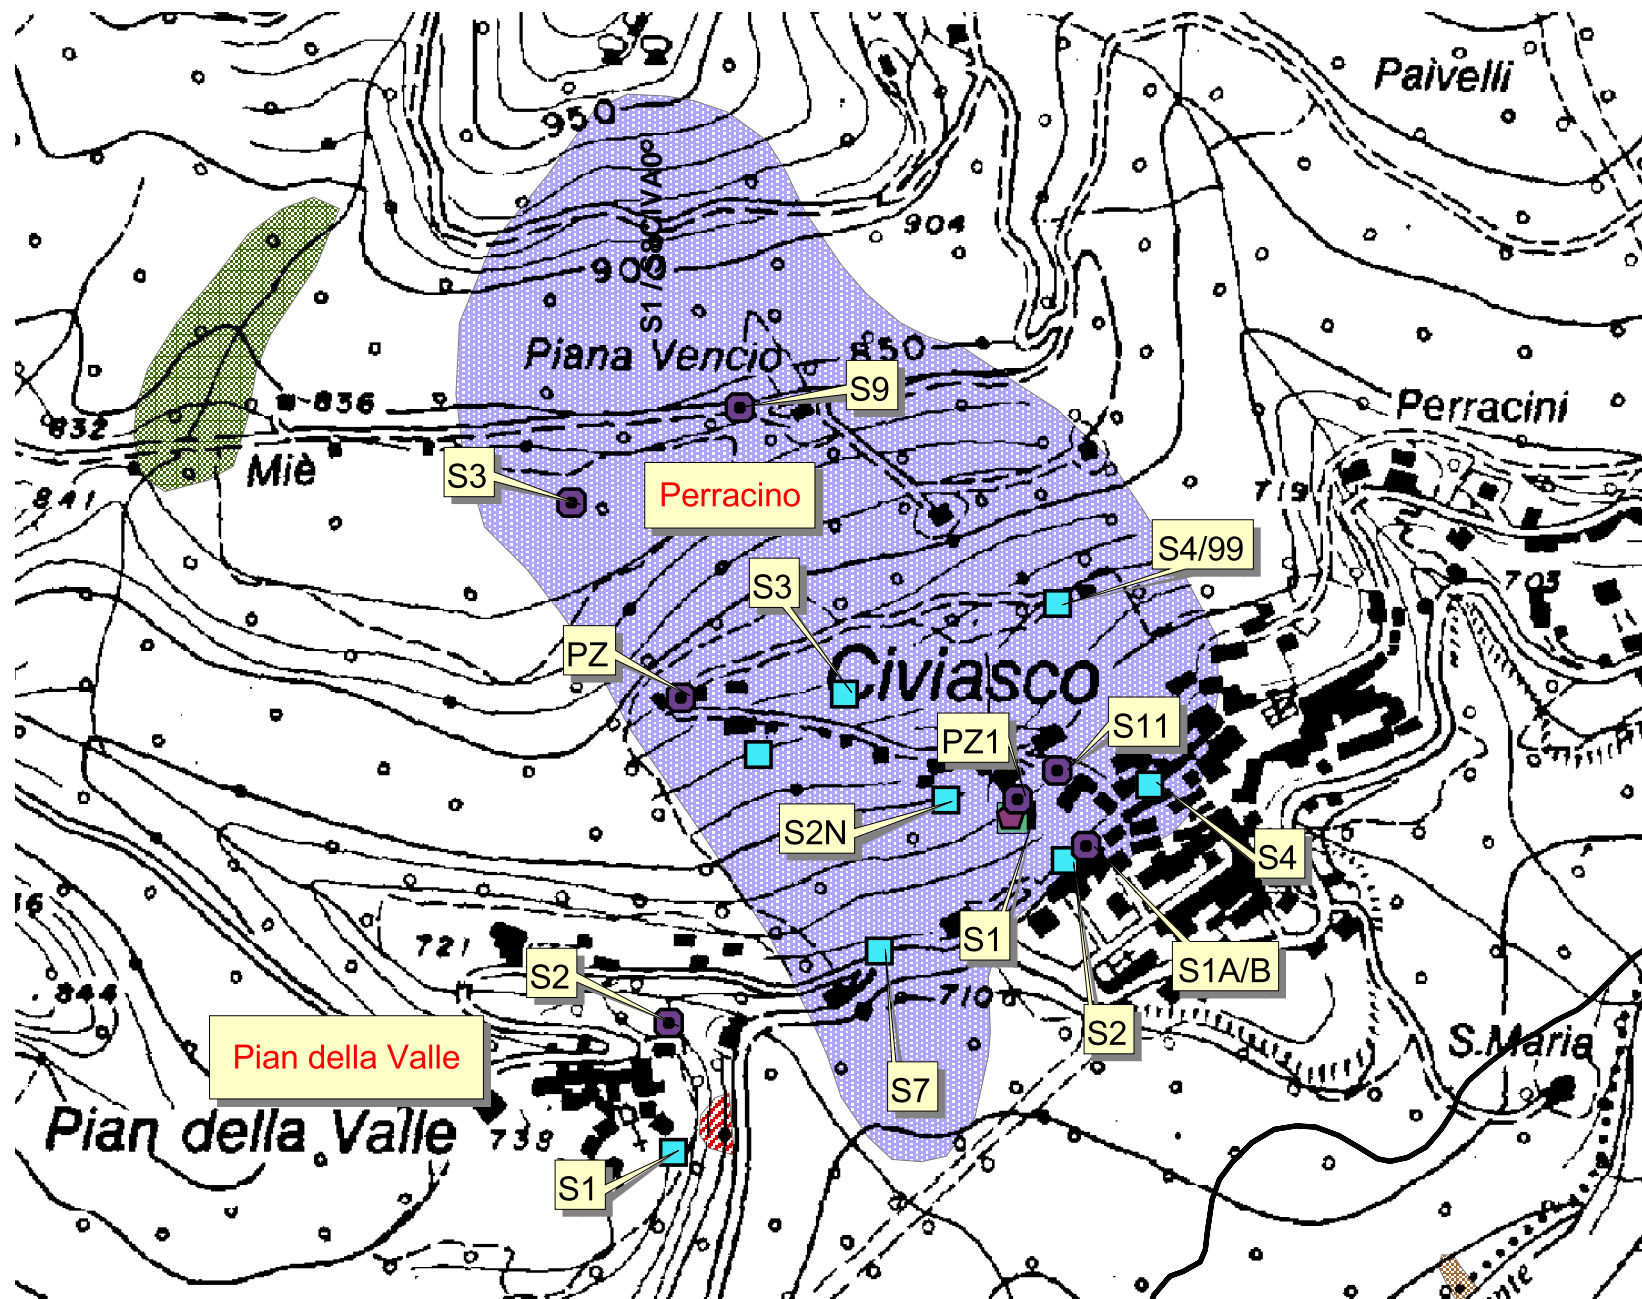 Paivelli
950
S1 /S8CIVA0°
904
900
Piana Vencio
850
S9
836
832
Perracini
Miè
S3
Perracino
841
719
S4/99
S3
703
PZ
Civiasco
S11
PZ1
S2N
S4
S1
721
S2
S1A/B
710
844
S2
Pian della Valle
S.Maria
S7
Pian della Valle
738
S1